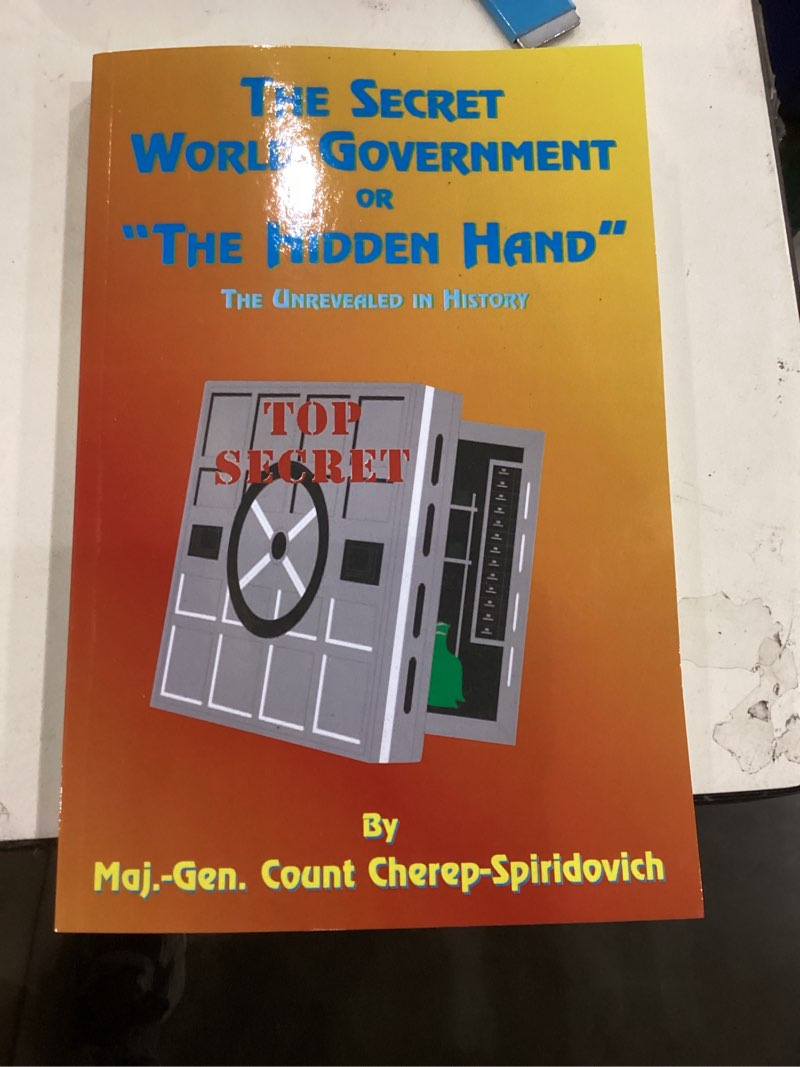 The Secret
World Government
or
"The Hidden Hand"
The Unrevealed in History
TOP
SECRET
By
Maj.-Gen. Count Cherep-Spiridovich